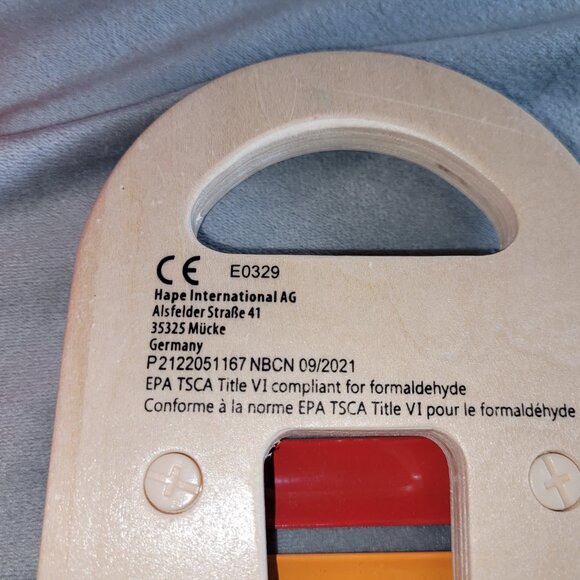 CE E0329
Hape International AG
Alsfelder Straße 41
35325 Mücke
Germany
P2122051167 NBCN 09/2021
EPA TSCA Title VI compliant for formaldehyde
Conforme à la norme EPA TSCA Title VI pour le formaldéhyde